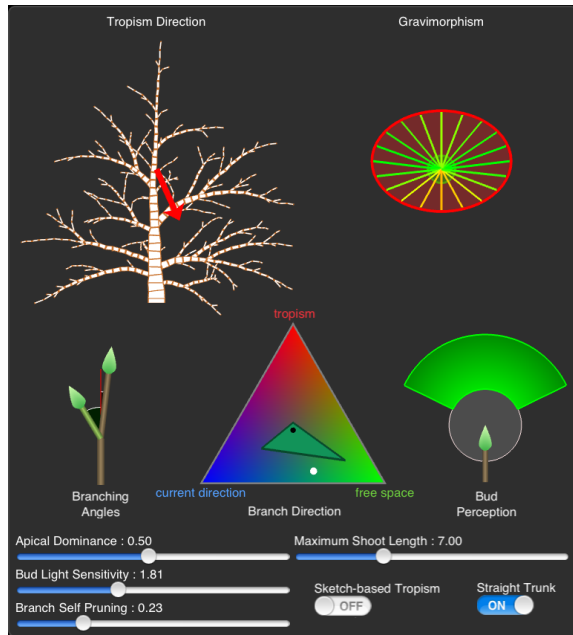 Tropism Direction
Gravimorphism
tropism
current direction
free space
Branching
Angles
Branch Direction
Bud
Perception
Apical Dominance : 0.50
Maximum Shoot Length : 7.00
Bud Light Sensitivity : 1.81
Sketch-based Tropism
Straight Trunk
OFF
ON
Branch Self Pruning : 0.23